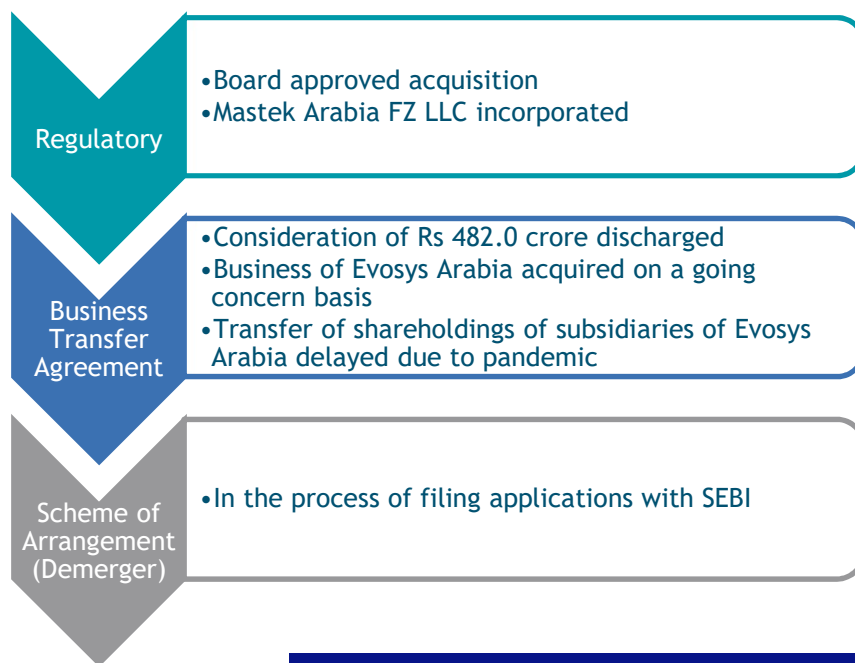 Regulatory
•Board approved acquisition
•Mastek Arabia FZ LLC incorporated
Business
Transfer
Agreement
•Consideration of Rs 482.0 crore discharged
•Business of Evosys Arabia acquired on a going
concern basis
•Transfer of shareholdings of subsidiaries of Evosys
Arabia delayed due to pandemic
Scheme of
Arrangement
(Demerger)
•In the process of filing applications with SEBI